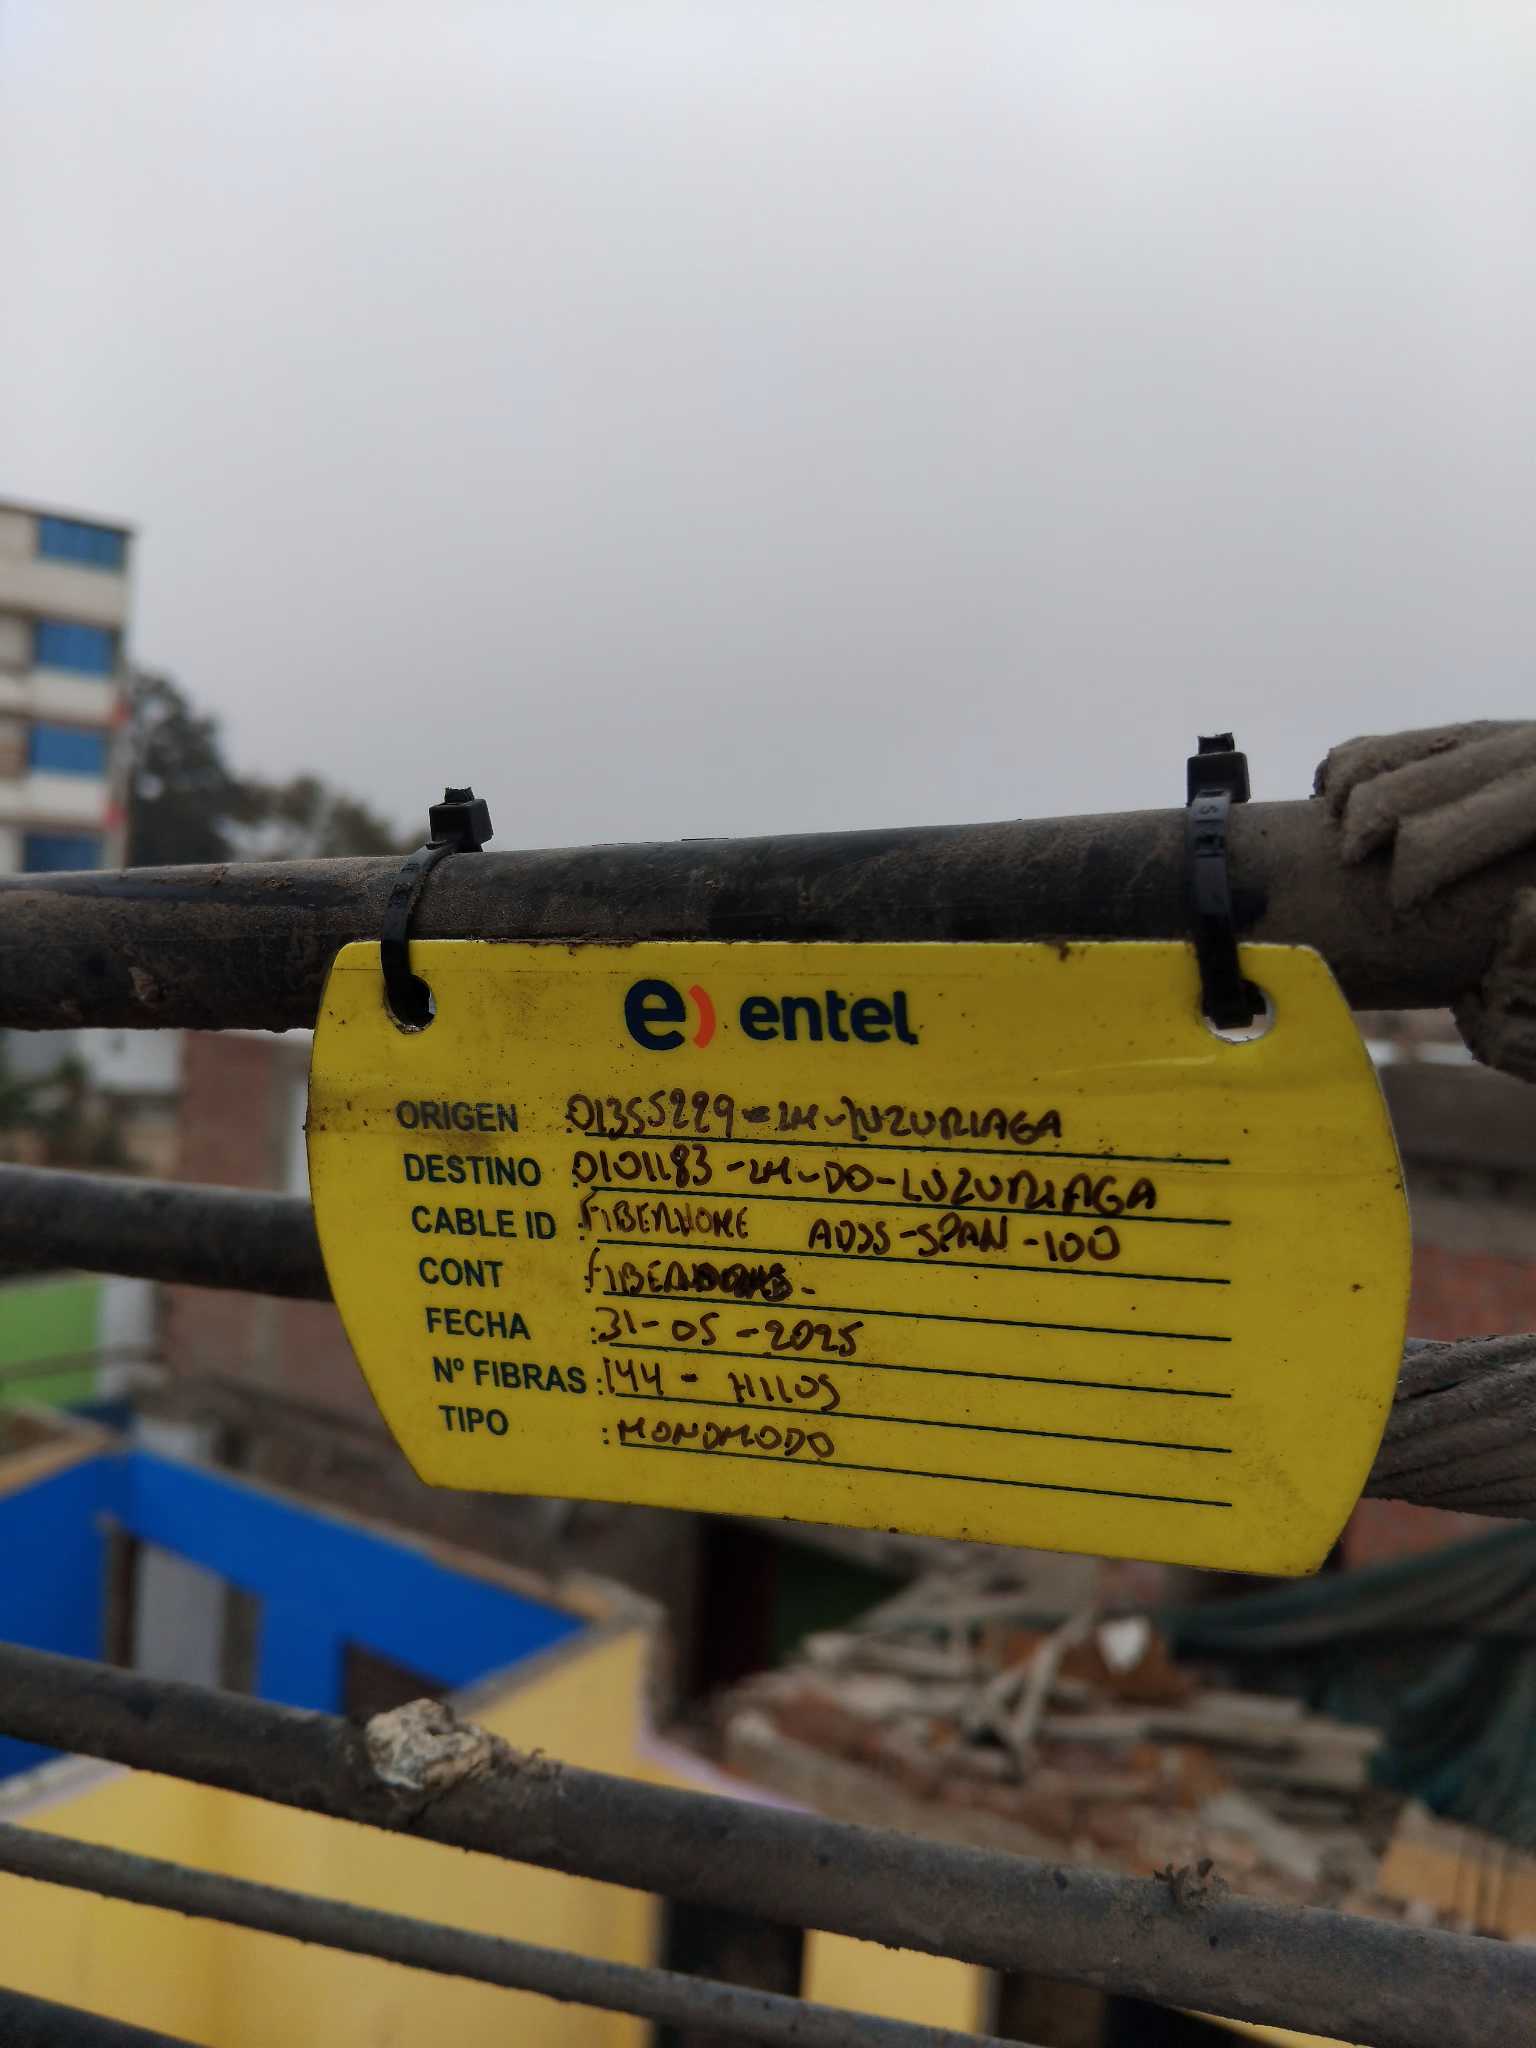 e) entel
ORIGEN : 01355229-LM-LUZURIAGA
DESTINO : 0101183-LM-DO-LUZURIAGA
CABLE ID : FIBERHOME ADSS-SPAN-100
CONT :
FECHA : 31-05-2025
Nº FIBRAS : 144 - HILOS
TIPO : MONOMODO